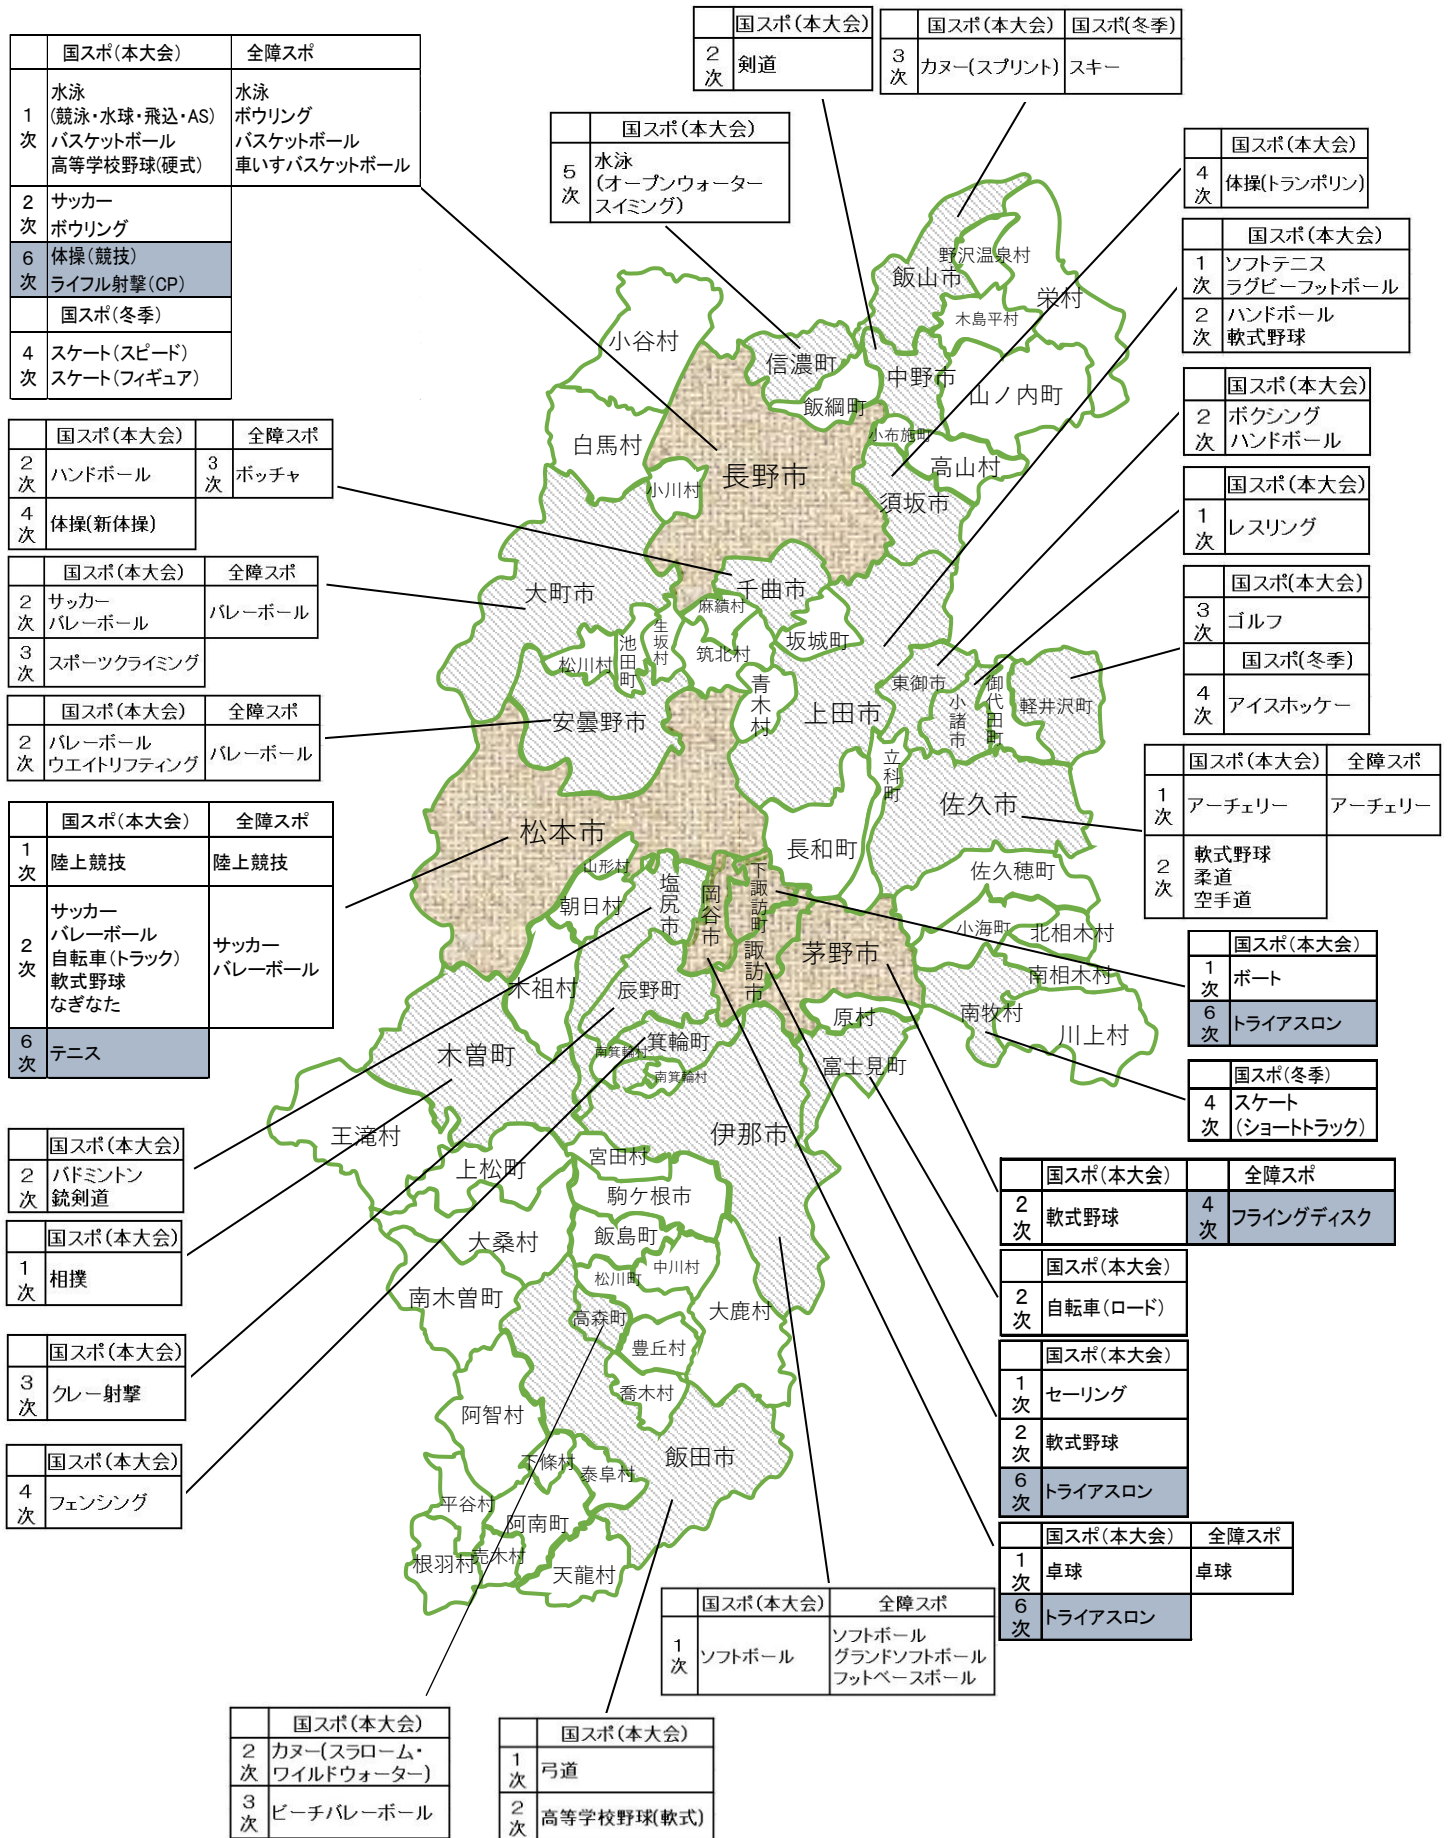 国スポ(本大会) 全障スポ
1次
水泳
(競泳・水球・飛込・AS)
バスケットボール
高等学校野球(硬式)
水泳
ボウリング
バスケットボール
車いすバスケットボール
2次
サッカー
ボウリング
6次
体操(競技)
ライフル射撃(CP)
国スポ(冬季)
4次
スケート(スピード)
スケート(フィギュア)
国スポ(本大会)
2次 剣道
国スポ(本大会) 国スポ(冬季)
3次 カヌー(スプリント) スキー
国スポ(本大会)
5次
水泳
(オープンウォーター
スイミング)
国スポ(本大会)
4次 体操(トランポリン)
国スポ(本大会)
1次
ソフトテニス
ラグビーフットボール
2次
ハンドボール
軟式野球
国スポ(本大会)
2次
ボクシング
ハンドボール
国スポ(本大会)
1次 レスリング
国スポ(本大会)
3次 ゴルフ
国スポ(冬季)
4次 アイスホッケー
国スポ(本大会) 全障スポ
1次 アーチェリー アーチェリー
2次
軟式野球
柔道
空手道
国スポ(本大会)
1次 ボート
6次 トライアスロン
国スポ(冬季)
4次
スケート
(ショートトラック)
国スポ(本大会) 全障スポ
2次 軟式野球 4次 フライングディスク
国スポ(本大会)
2次 自転車(ロード)
国スポ(本大会)
1次 セーリング
2次 軟式野球
6次 トライアスロン
国スポ(本大会) 全障スポ
1次 卓球 卓球
6次 トライアスロン
国スポ(本大会) 全障スポ
2次 ハンドボール 3次 ボッチャ
4次 体操(新体操)
国スポ(本大会) 全障スポ
2次
サッカー
バレーボール
バレーボール
3次 スポーツクライミング
国スポ(本大会) 全障スポ
2次
バレーボール
ウエイトリフティング
バレーボール
国スポ(本大会) 全障スポ
1次 陸上競技 陸上競技
2次
サッカー
バレーボール
自転車(トラック)
軟式野球
なぎなた
サッカー
バレーボール
6次 テニス
国スポ(本大会)
2次
バドミントン
銃剣道
国スポ(本大会)
1次 相撲
国スポ(本大会)
3次 クレー射撃
国スポ(本大会)
4次 フェンシング
国スポ(本大会)
2次
カヌー(スラローム・
ワイルドウォーター)
3次 ビーチバレーボール
国スポ(本大会)
1次 弓道
2次 高等学校野球(軟式)
国スポ(本大会) 全障スポ
1次 ソフトボール
ソフトボール
グランドソフトボール
フットベースボール
野沢温泉村
飯山市
栄村
木島平村
小谷村
信濃町
中野市
山ノ内町
飯綱町
小布施町
白馬村
高山村
長野市
小川村
須坂市
大町市
千曲市
麻績村
生坂村
池田町
松川村
筑北村
坂城町
青木村
東御市
御代田町
小諸市
軽井沢町
安曇野市
上田市
立科町
佐久市
松本市
長和町
山形村
塩尻市
岡谷市
下諏訪町
佐久穂町
朝日村
小海町
北相木村
諏訪市
茅野市
南相木村
木祖村
辰野町
原村
南牧村
川上村
木曽町
箕輪町
南箕輪村
南箕輪村
富士見町
王滝村
伊那市
上松町
宮田村
駒ケ根市
大桑村
飯島町
松川町
中川村
南木曽町
高森町
大鹿村
豊丘村
喬木村
阿智村
飯田市
下條村
泰阜村
平谷村
阿南町
根羽村
売木村
天龍村